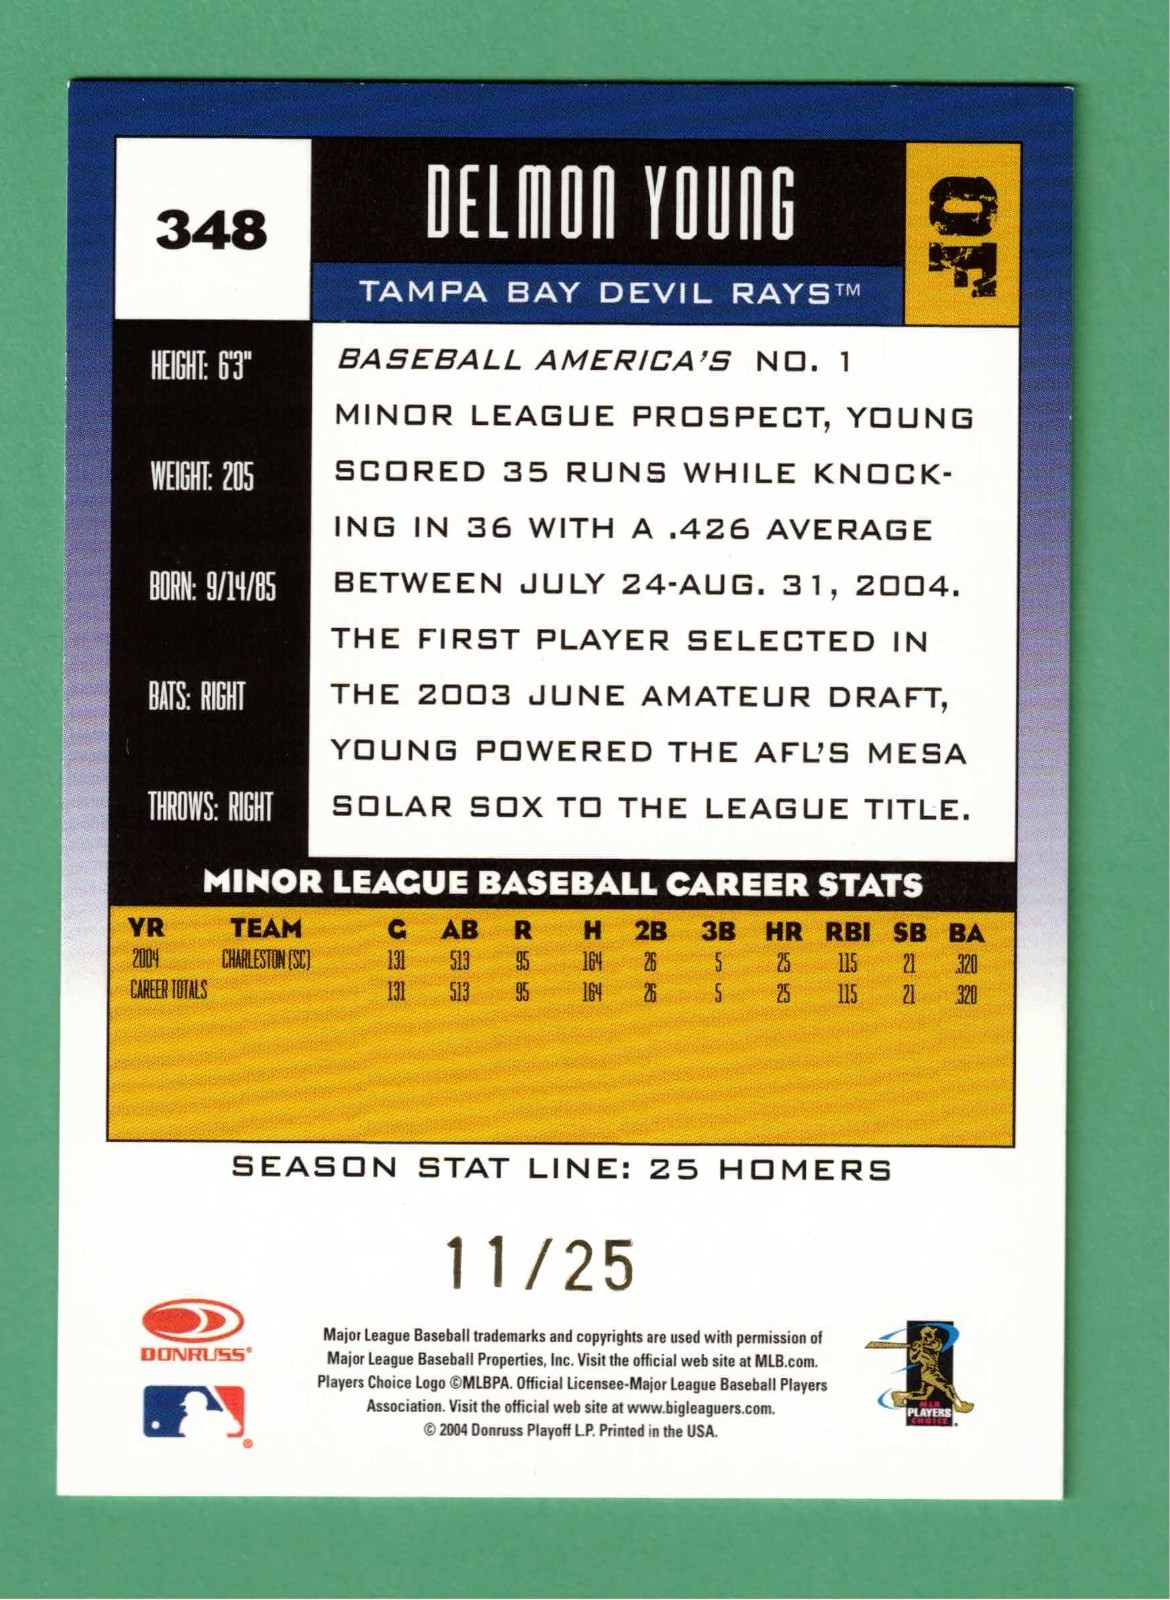 348
DELMON YOUNG
OF
TAMPA BAY DEVIL RAYS™
HEIGHT: 6'3"
WEIGHT: 205
BORN: 9/14/85
BATS: RIGHT
THROWS: RIGHT
BASEBALL AMERICA'S NO. 1
MINOR LEAGUE PROSPECT, YOUNG
SCORED 35 RUNS WHILE KNOCK-
ING IN 36 WITH A .426 AVERAGE
BETWEEN JULY 24-AUG. 31, 2004.
THE FIRST PLAYER SELECTED IN
THE 2003 JUNE AMATEUR DRAFT,
YOUNG POWERED THE AFL'S MESA
SOLAR SOX TO THE LEAGUE TITLE.
MINOR LEAGUE BASEBALL CAREER STATS
YR TEAM G AB R H 2B 3B HR RBI SB BA
2004 CHARLESTON (SC) 131 513 95 164 26 5 25 115 21 .320
CAREER TOTALS 131 513 95 164 26 5 25 115 21 .320
SEASON STAT LINE: 25 HOMERS
11/25
DONRUSS®
Major League Baseball trademarks and copyrights are used with permission of
Major League Baseball Properties, Inc. Visit the official web site at MLB.com.
Players Choice Logo ©MLBPA. Official Licensee-Major League Baseball Players
Association. Visit the official web site at www.bigleaguers.com.
© 2004 Donruss Playoff L.P. Printed in the USA.
MLB
PLAYERS
CHOICE